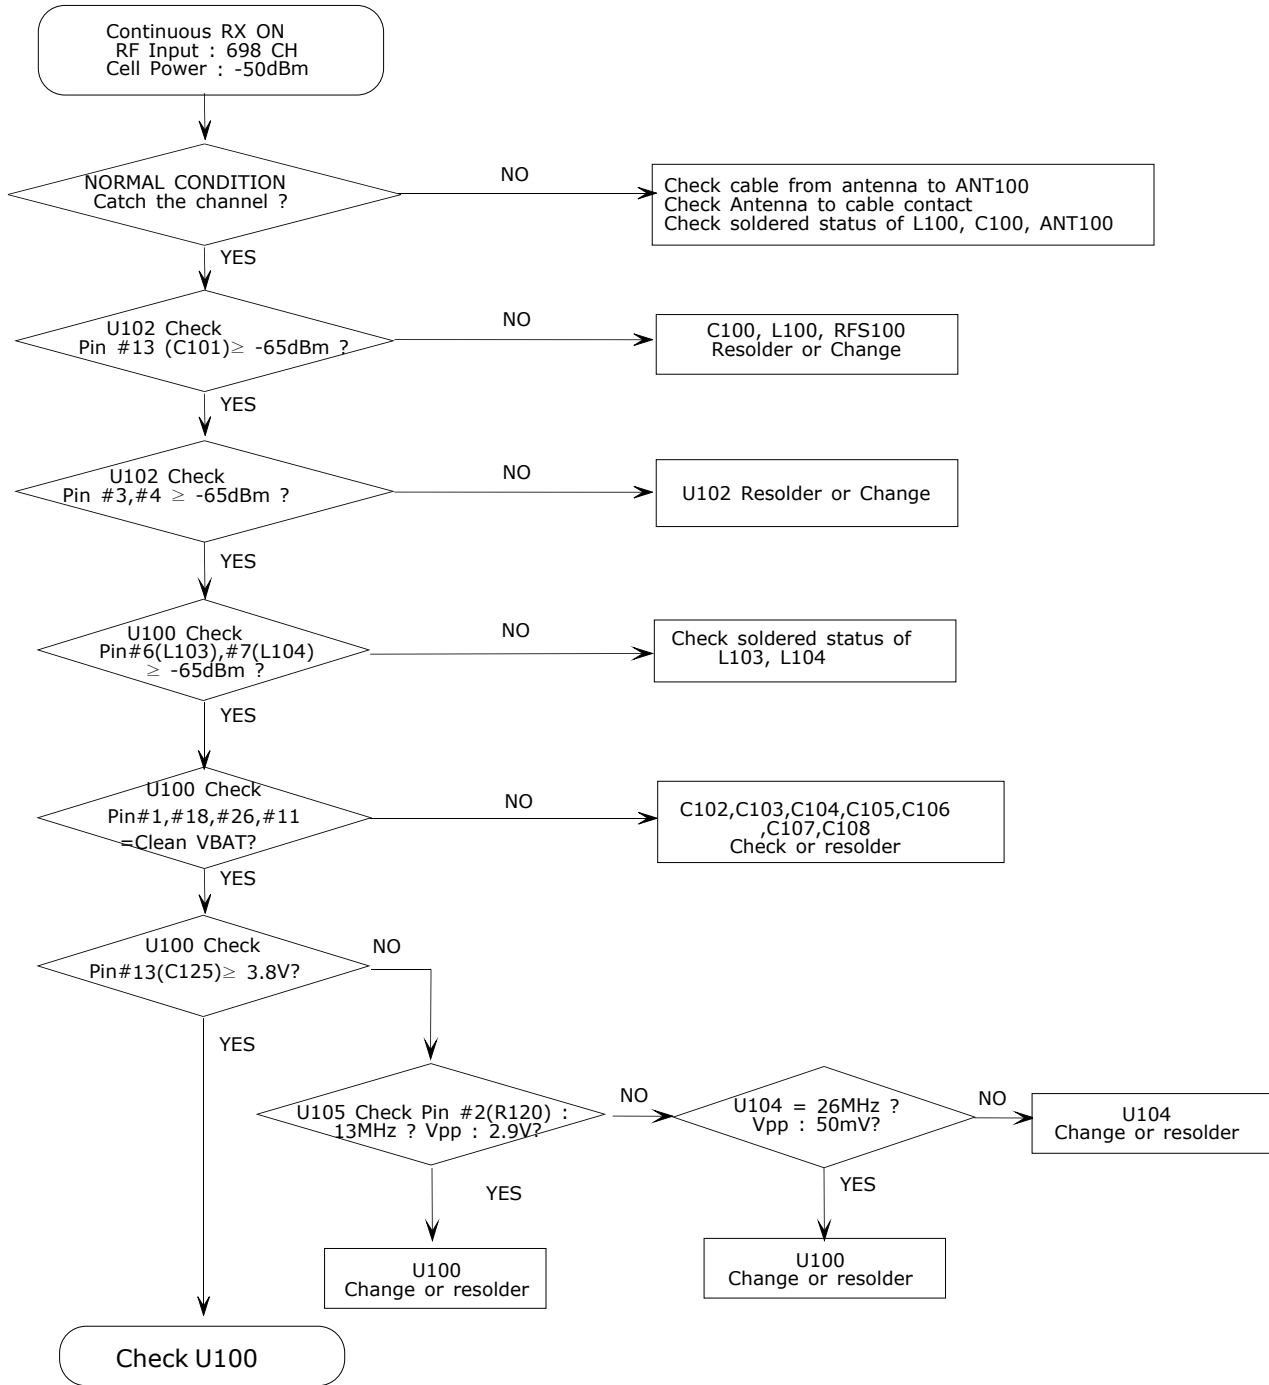 Continuous RX ON
RF Input : 698 CH
Cell Power : -50dBm
NORMAL CONDITION
Catch the channel ?
NO
Check cable from antenna to ANT100
Check Antenna to cable contact
Check soldered status of L100, C100, ANT100
YES
U102 Check
Pin #13 (C101)≥ -65dBm ?
NO
C100, L100, RFS100
Resolder or Change
YES
U102 Check
Pin #3,#4 ≥ -65dBm ?
NO
U102 Resolder or Change
YES
U100 Check
Pin#6(L103),#7(L104)
≥ -65dBm ?
NO
Check soldered status of
L103, L104
YES
U100 Check
Pin#1,#18,#26,#11
=Clean VBAT?
NO
C102,C103,C104,C105,C106
,C107,C108
Check or resolder
YES
U100 Check
Pin#13(C125)≥ 3.8V?
NO
YES
U105 Check Pin #2(R120) :
13MHz ? Vpp : 2.9V?
NO
U104 = 26MHz ?
Vpp : 50mV?
NO
U104
Change or resolder
YES
YES
U100
Change or resolder
U100
Change or resolder
Check U100